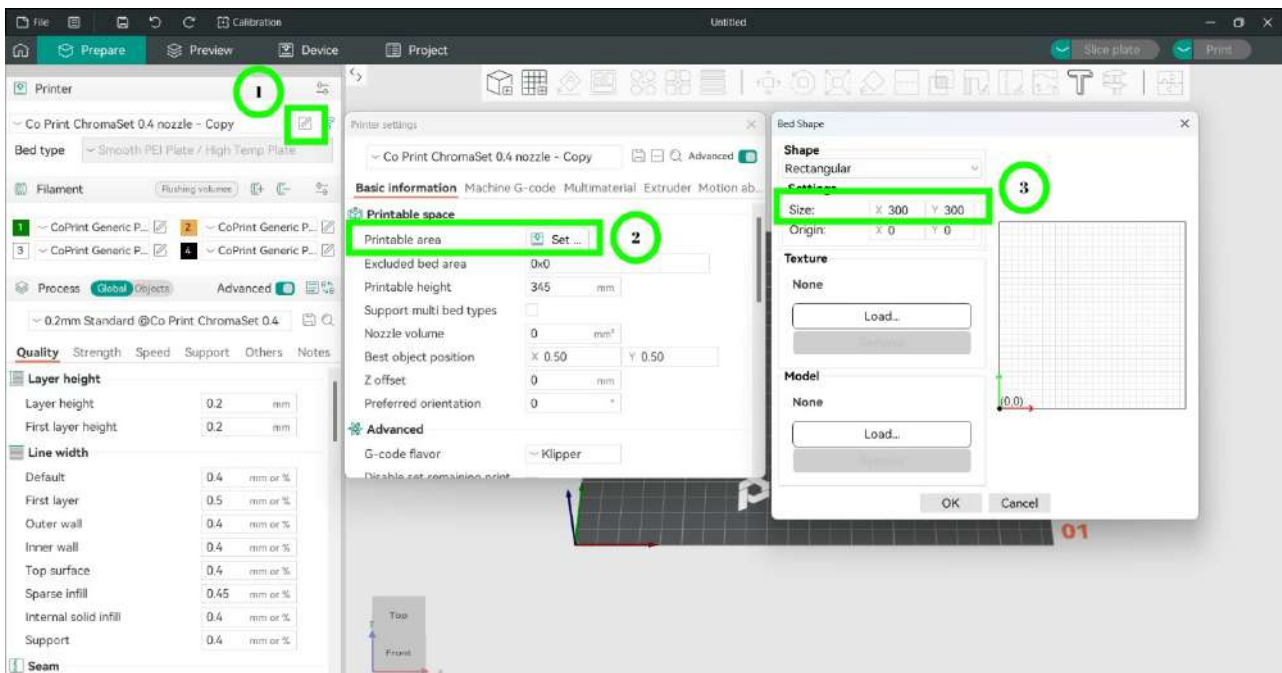 File Calibration Untitled
Prepare Preview Device Project Slice plate Print
Printer
1
Co Print ChromaSet 0.4 nozzle - Copy
Bed type Smooth PEI Plate / High Temp Plate
Filament Flushing volumes
1 CoPrint Generic P... 2 CoPrint Generic P...
3 CoPrint Generic P... 4 CoPrint Generic P...
Process Global Objects Advanced
0.2mm Standard @Co Print ChromaSet 0.4
Quality Strength Speed Support Others Notes
Layer height
Layer height 0.2 mm
First layer height 0.2 mm
Line width
Default 0.4 mm or %
First layer 0.5 mm or %
Outer wall 0.4 mm or %
Inner wall 0.4 mm or %
Top surface 0.4 mm or %
Sparse infill 0.45 mm or %
Internal solid infill 0.4 mm or %
Support 0.4 mm or %
Seam
Printer settings
Co Print ChromaSet 0.4 nozzle - Copy Advanced
Basic information Machine G-code Multimaterial Extruder Motion ab...
Printable space
Printable area Set ... 2
Excluded bed area 0x0
Printable height 345 mm
Support multi bed types
Nozzle volume 0 mm³
Best object position X 0.50 Y 0.50
Z offset 0 mm
Preferred orientation 0 °
Advanced
G-code flavor Klipper
Disable set remaining print
Bed Shape
Shape
Rectangular
Settings
3
Size: X 300 Y 300
Origin: X 0 Y 0
Texture
None
Load...
Model
None
(0,0)
Load...
OK Cancel
01
Top
Front